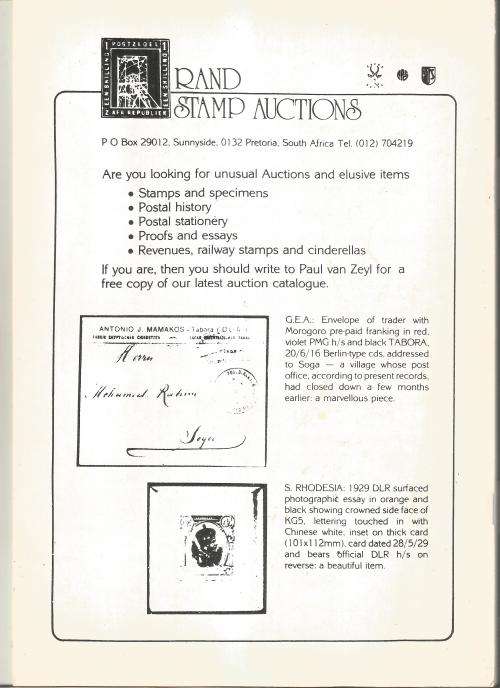 POSTZEGEL
EEN SHILLING
EEN SHILLING
Z. AFR. REPUBLIEK
RAND
STAMP AUCTIONS
P O Box 29012, Sunnyside, 0132 Pretoria, South Africa Tel. (012) 704219
Are you looking for unusual Auctions and elusive items
• Stamps and specimens
• Postal history
• Postal stationéry
• Proofs and essays
• Revenues, railway stamps and cinderellas
If you are, then you should write to Paul van Zeyl for a
free copy of our latest auction catalogue.
ANTONIO J. MAMAKOS - Tabora (D.O.A.)
Herrn
Mohamed Rahim
Soga
G.E.A.: Envelope of trader with
Morogoro pre-paid franking in red,
violet PMG h/s and black TABORA,
20/6/16 Berlin-type cds, addressed
to Soga — a village whose post
office, according to present records,
had closed down a few months
earlier: a marvellous piece.
S. RHODESIA: 1929 DLR surfaced
photographic essay in orange and
black showing crowned side face of
KG5, lettering touched in with
Chinese white, inset on thick card
(101x112mm), card dated 28/5/29
and bears official DLR h/s on
reverse: a beautiful item.